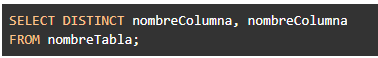 SELECT DISTINCT nombreColumna, nombreColumna
FROM nombreTabla;